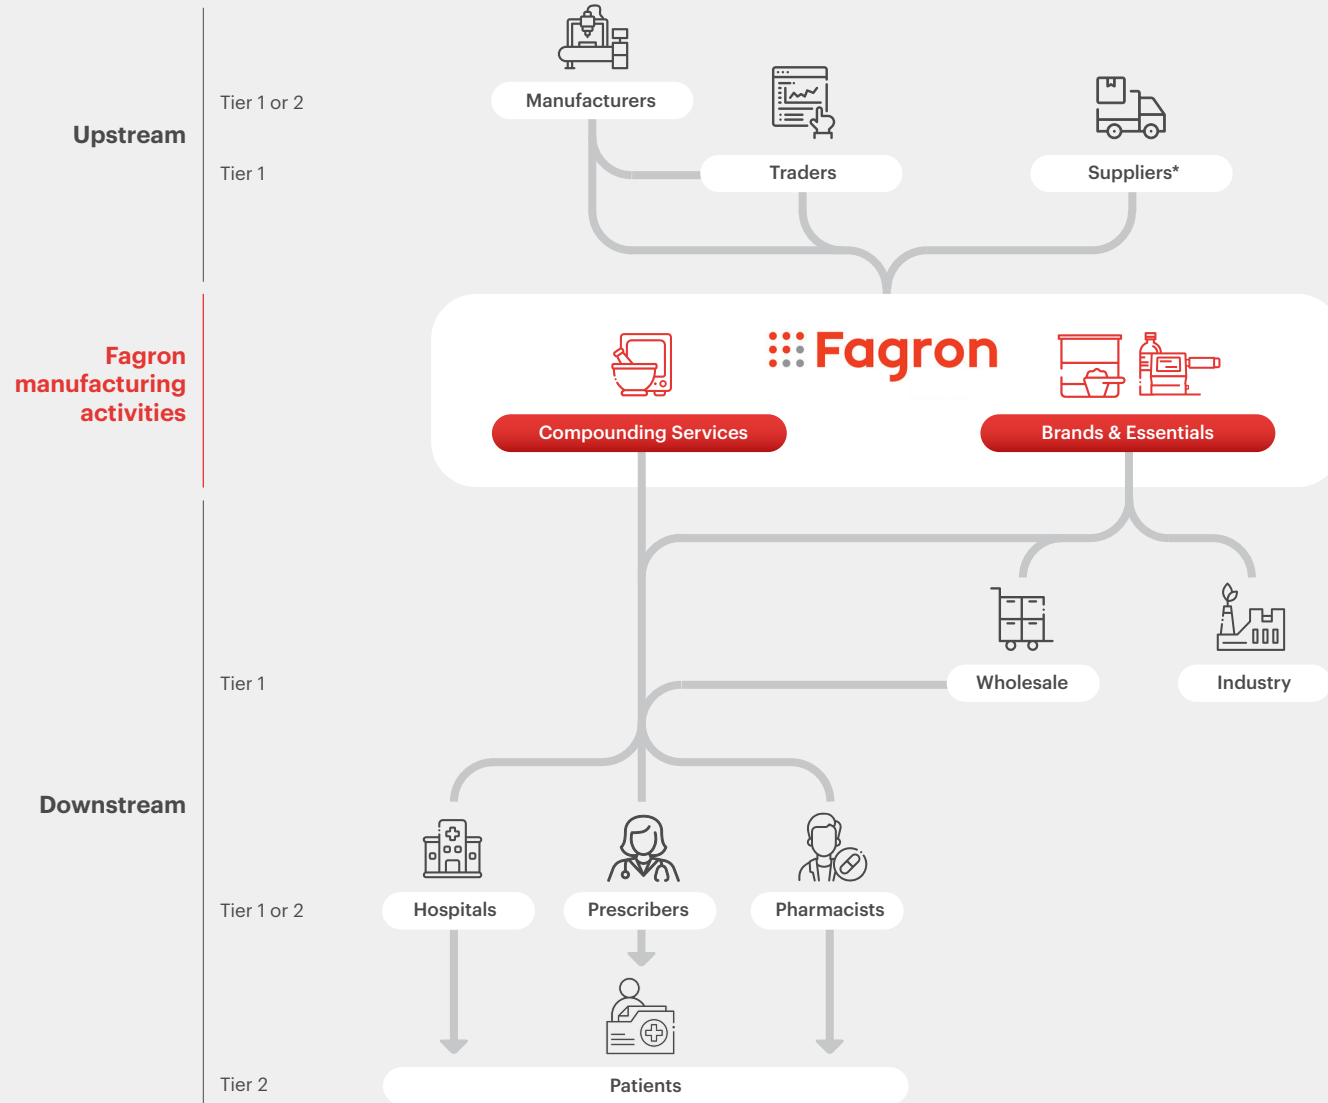 Upstream
Tier 1 or 2
Manufacturers
Tier 1
Traders
Suppliers*
Fagron
manufacturing
activities
Fagron
Compounding Services
Brands & Essentials
Downstream
Tier 1
Wholesale
Industry
Tier 1 or 2
Hospitals
Prescribers
Pharmacists
Tier 2
Patients